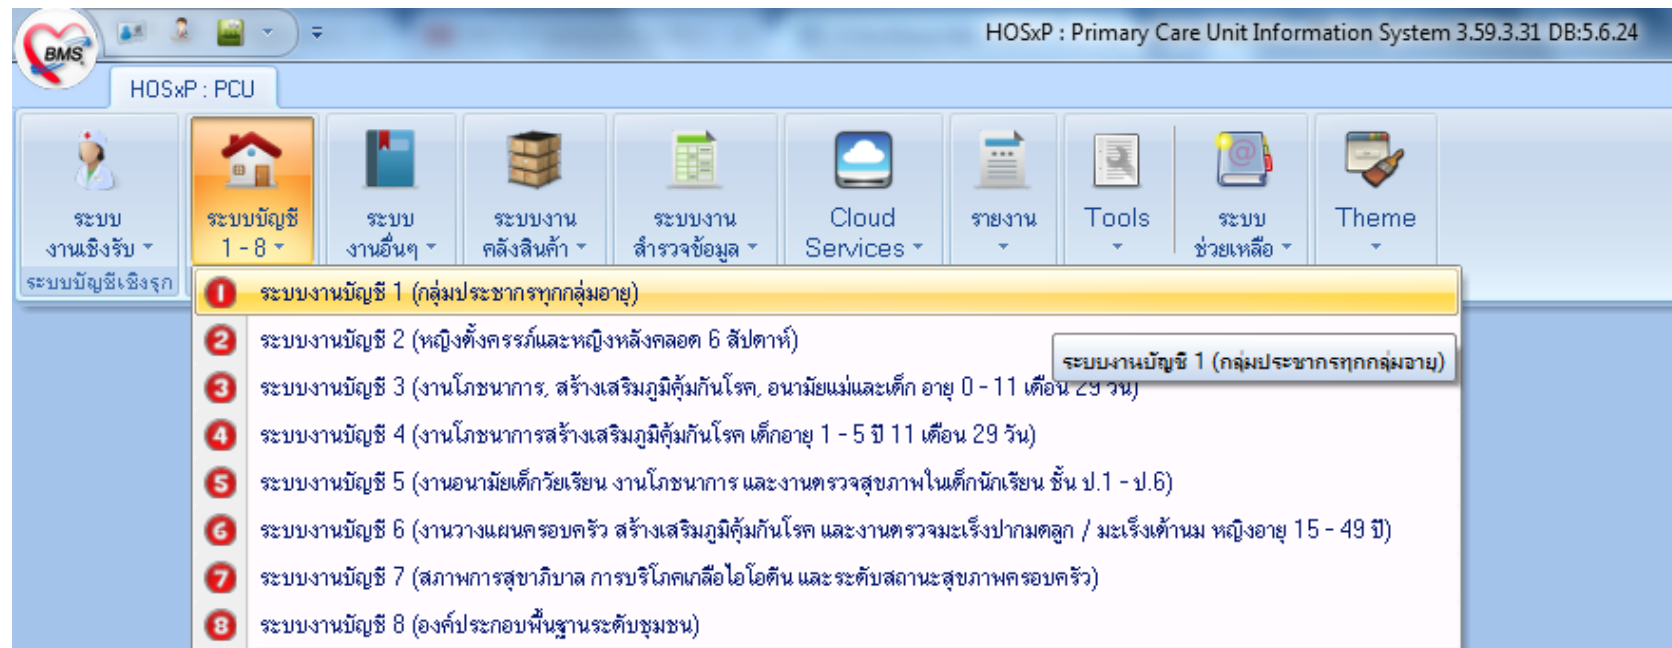 BMS
HOSxP : Primary Care Unit Information System 3.59.3.31 DB:5.6.24
HOSxP : PCU
ระบบ
งานเชิงรับ
ระบบบัญชี
1 - 8
ระบบ
งานอื่นๆ
ระบบงาน
คลังสินค้า
ระบบงาน
สำรวจข้อมูล
Cloud
Services
รายงาน
Tools
ระบบ
ช่วยเหลือ
Theme
ระบบบัญชีเชิงรุก
1 ระบบงานบัญชี 1 (กลุ่มประชากรทุกกลุ่มอายุ)
2 ระบบงานบัญชี 2 (หญิงตั้งครรภ์และหญิงหลังคลอด 6 สัปดาห์)
ระบบงานบัญชี 1 (กลุ่มประชากรทุกกลุ่มอายุ)
3 ระบบงานบัญชี 3 (งานโภชนาการ, สร้างเสริมภูมิคุ้มกันโรค, อนามัยแม่และเด็ก อายุ 0 - 11 เดือน 29 วัน)
4 ระบบงานบัญชี 4 (งานโภชนาการสร้างเสริมภูมิคุ้มกันโรค เด็กอายุ 1 - 5 ปี 11 เดือน 29 วัน)
5 ระบบงานบัญชี 5 (งานอนามัยเด็กวัยเรียน งานโภชนาการ และงานตรวจสุขภาพในเด็กนักเรียน ชั้น ป.1 - ป.6)
6 ระบบงานบัญชี 6 (งานวางแผนครอบครัว สร้างเสริมภูมิคุ้มกันโรค และงานตรวจมะเร็งปากมดลูก / มะเร็งเต้านม หญิงอายุ 15 - 49 ปี)
7 ระบบงานบัญชี 7 (สภาพการสุขาภิบาล การบริโภคเกลือไอโอดีน และระดับสถานะสุขภาพครอบครัว)
8 ระบบงานบัญชี 8 (องค์ประกอบพื้นฐานระดับชุมชน)